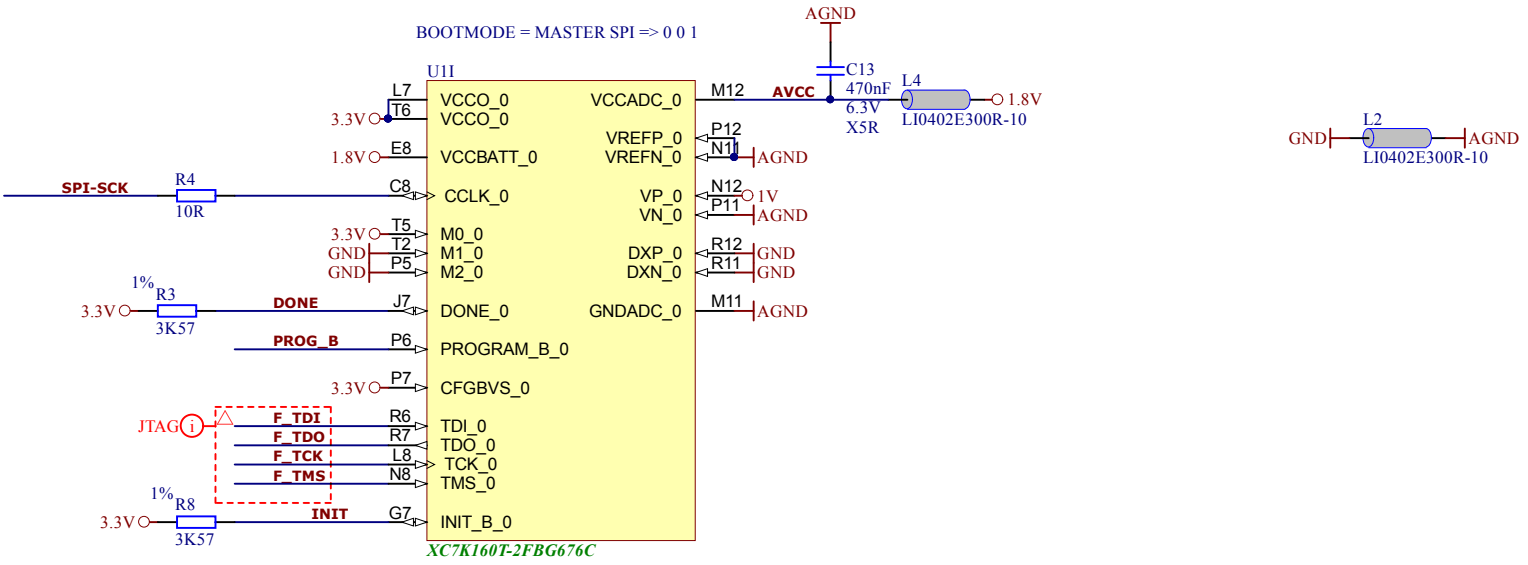 AGND
BOOTMODE = MASTER SPI => 0 0 1
U1I
C13
470nF
6.3V
X5R
L4
1.8V
LI0402E300R-10
L2
GND AGND
LI0402E300R-10
L7 VCCO_0 VCCADC_0 M12 AVCC
3.3V T6 VCCO_0
VREFP_0 P12
1.8V E8 VCCBATT_0 VREFN_0 N11 AGND
SPI-SCK R4 C8 CCLK_0 VP_0 N12 1V
10R
VN_0 P11 AGND
3.3V T5 M0_0
GND T2 M1_0 DXP_0 R12 GND
GND P5 M2_0 DXN_0 R11 GND
1%
R3
3.3V DONE J7 DONE_0 GNDADC_0 M11 AGND
3K57
PROG_B P6 PROGRAM_B_0
3.3V P7 CFGBVS_0
JTAG i F_TDI R6 TDI_0
F_TDO R7 TDO_0
F_TCK L8 TCK_0
F_TMS N8 TMS_0
1%
R8
3.3V INIT G7 INIT_B_0
3K57
XC7K160T-2FBG676C